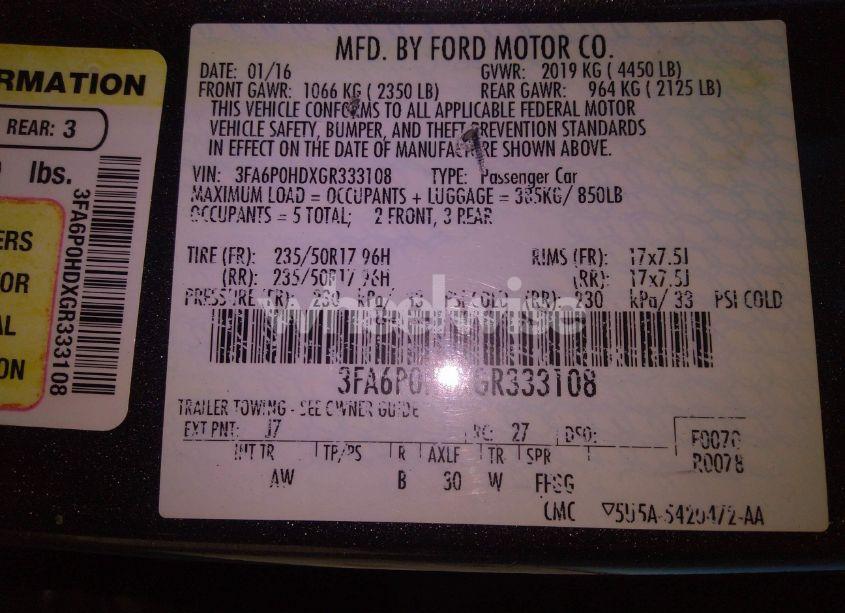 RMATION
REAR: 3
lbs.
3FA6P0HDXGR333108
ERS
OR
AL
ON
MFD. BY FORD MOTOR CO.
DATE: 01/16 GVWR: 2019 KG ( 4450 LB)
FRONT GAWR: 1066 KG ( 2350 LB) REAR GAWR: 964 KG ( 2125 LB)
THIS VEHICLE CONFORMS TO ALL APPLICABLE FEDERAL MOTOR
VEHICLE SAFETY, BUMPER, AND THEFT PREVENTION STANDARDS
IN EFFECT ON THE DATE OF MANUFACTURE SHOWN ABOVE.
VIN: 3FA6P0HDXGR333108 TYPE: Passenger Car
MAXIMUM LOAD = OCCUPANTS + LUGGAGE = 385KG/ 850LB
OCCUPANTS = 5 TOTAL; 2 FRONT, 3 REAR
TIRE (FR): 235/50R17 96H RIMS (FR): 17x7.5J
(RR): 235/50R17 96H (RR): 17x7.5J
PRESSURE (FR): 230 kPa/ 33 PSI COLD (RR): 230 kPa/ 33 PSI COLD
wheelwise
3FA6P0HDXGR333108
TRAILER TOWING - SEE OWNER GUIDE
EXT PNT: J7 RC: 27 DSO: F0070
INT TR TP/PS R AXLE TR SPR R0078
AW B 30 W FHSG
CMC ▽5U5A-5420472-AA